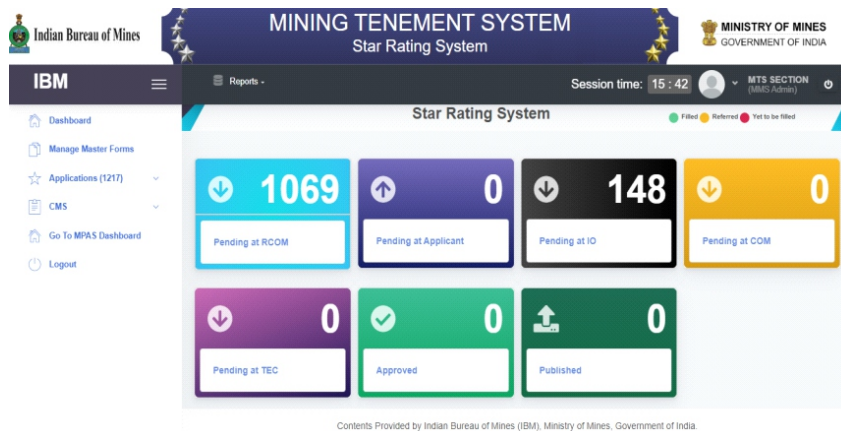 Indian Bureau of Mines
MINING TENEMENT SYSTEM
Star Rating System
MINISTRY OF MINES
GOVERNMENT OF INDIA
IBM
Reports
Session time: 15 : 42
MTS SECTION
(MMS Admin)
Dashboard
Manage Master Forms
Applications (1217)
CMS
Go To MPAS Dashboard
Logout
Star Rating System
Filled Referred Yet to be filled
1069
Pending at RCOM
0
Pending at Applicant
148
Pending at IO
0
Pending at COM
0
Pending at TEC
0
Approved
0
Published
Contents Provided by Indian Bureau of Mines (IBM), Ministry of Mines, Government of India.